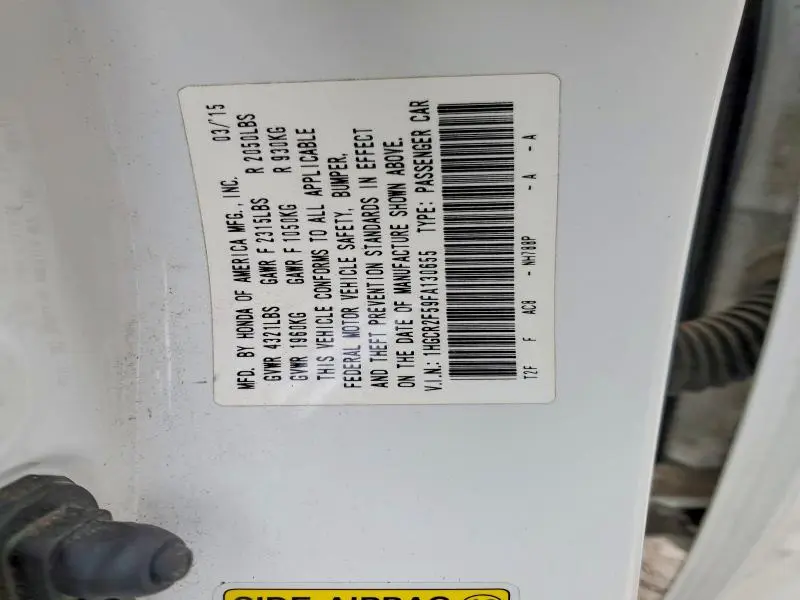 MFD. BY HONDA OF AMERICA MFG., INC. 03/15
GVWR 4321LBS GAWR F 2315LBS R 2050LBS
GVWR 1960KG GAWR F 1050KG R 930KG
THIS VEHICLE CONFORMS TO ALL APPLICABLE
FEDERAL MOTOR VEHICLE SAFETY, BUMPER,
AND THEFT PREVENTION STANDARDS IN EFFECT
ON THE DATE OF MANUFACTURE SHOWN ABOVE.
V.I.N.: 1HGCR2F59FA130655 TYPE: PASSENGER CAR
T2F F AC8 - NH788P - A - A
SIDE AIRBAG